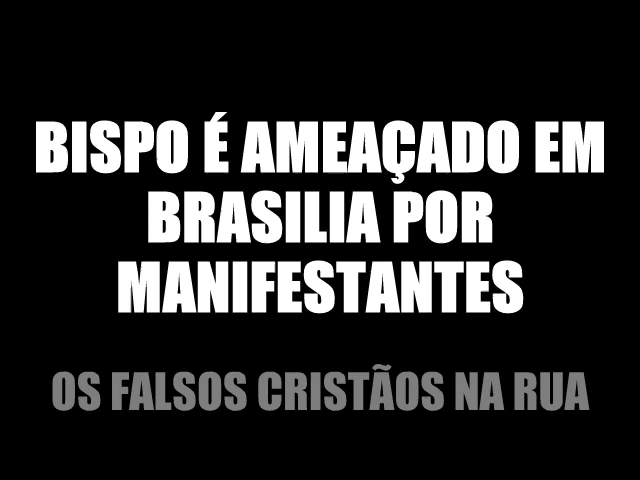 BISPO É AMEAÇADO EM
BRASILIA POR
MANIFESTANTES
OS FALSOS CRISTÃOS NA RUA